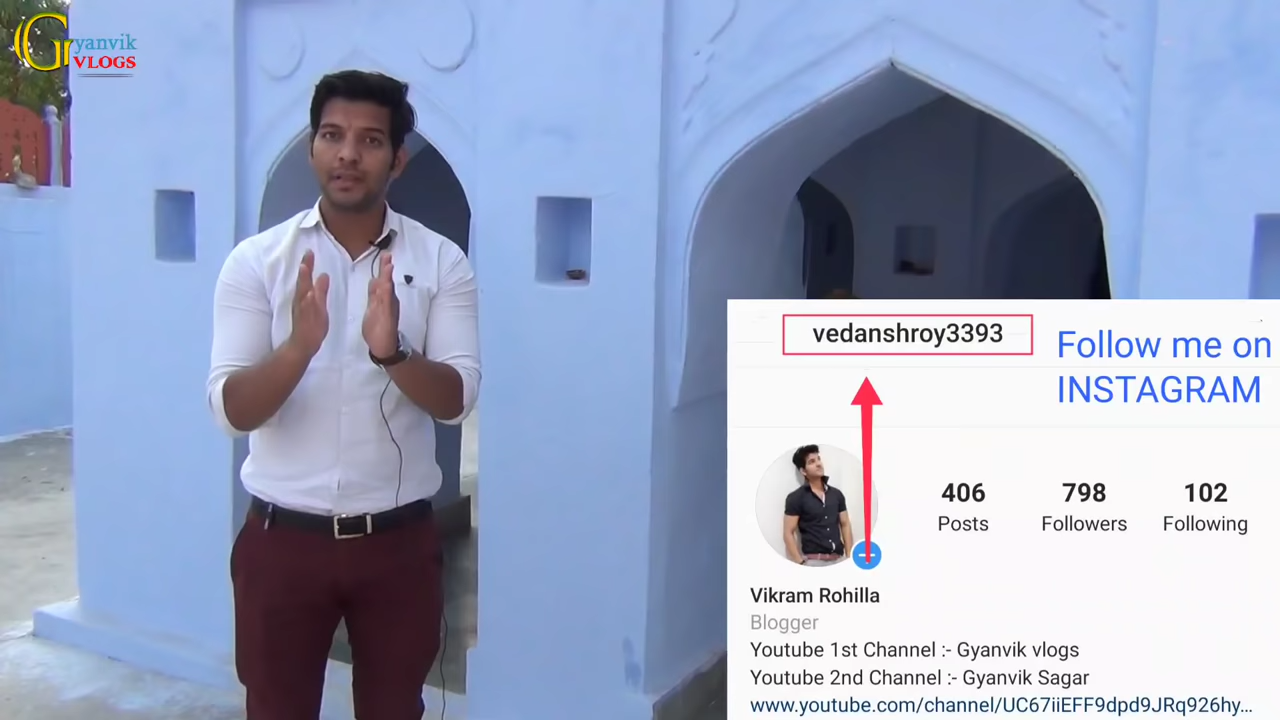 Gyanvik
VLOGS
vedanshroy3393
Follow me on
INSTAGRAM
406
798
102
Posts
Followers
Following
Vikram Rohilla
Blogger
Youtube 1st Channel :- Gyanvik vlogs
Youtube 2nd Channel :- Gyanvik Sagar
www.youtube.com/channel/UC67iiEFF9dpd9JRq926hy...